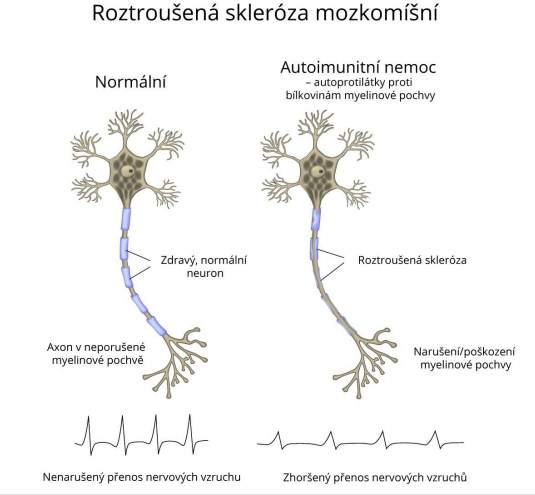 Roztroušená skleróza mozkomíšní
Normální
Autoimunitní nemoc
– autoprotilátky proti
bílkovinám myelinové pochvy
Zdravý, normální
neuron
Roztroušená skleróza
Axon v neporušené
myelinové pochvě
Narušení/poškození
myelinové pochvy
Nenarušený přenos nervových vzruchu
Zhoršený přenos nervových vzruchů